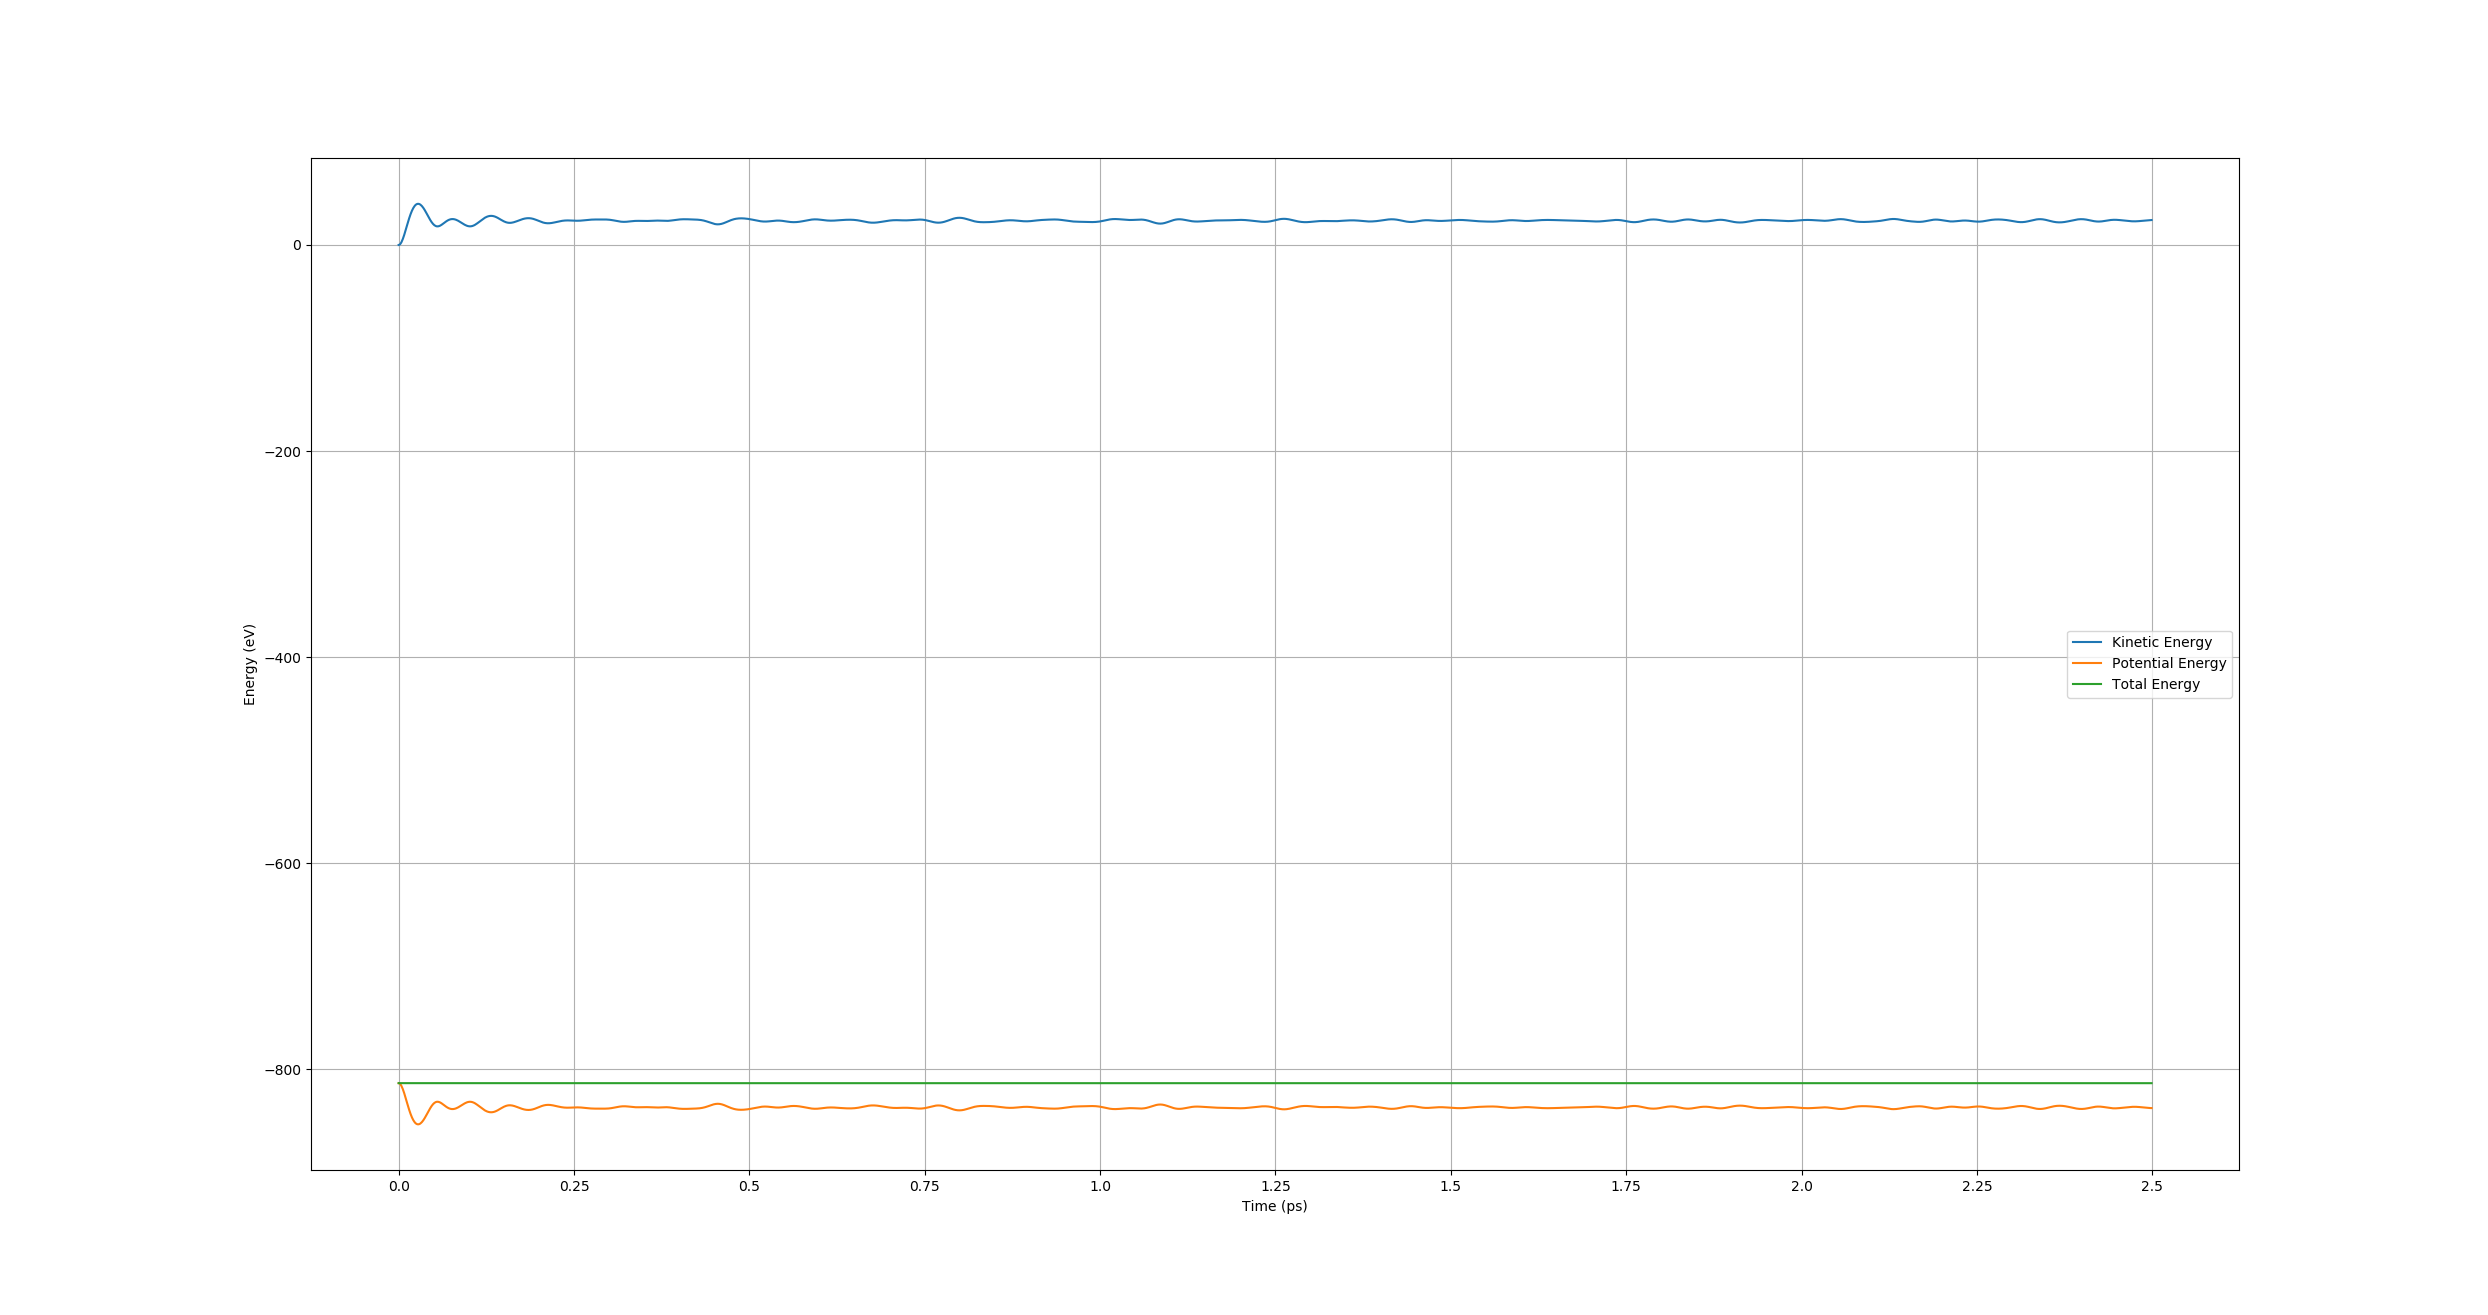 0
−200
−400
−600
−800
Energy (eV)
Kinetic Energy
Potential Energy
Total Energy
0.0 0.25 0.5 0.75 1.0 1.25 1.5 1.75 2.0 2.25 2.5
Time (ps)